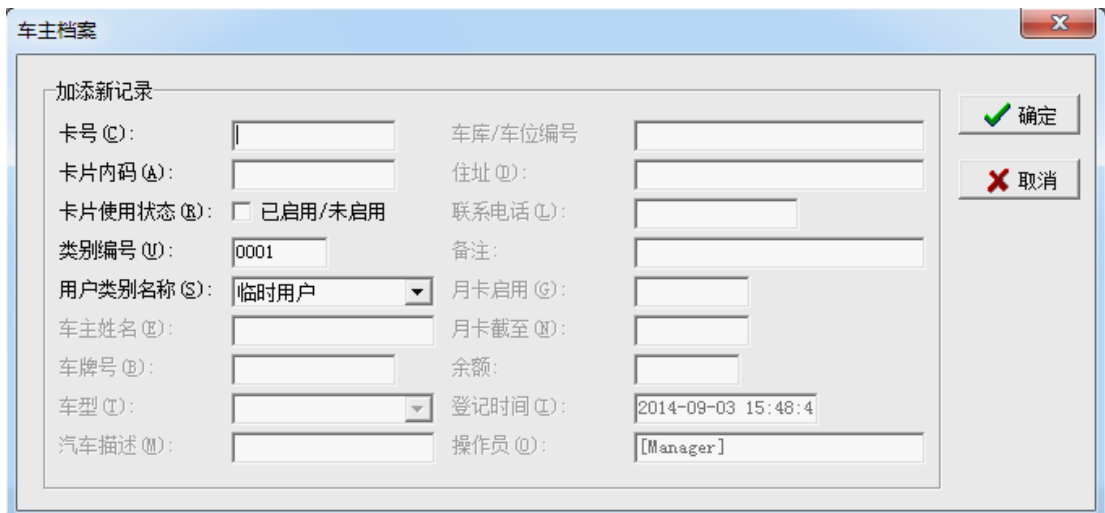 车主档案
加添新记录
卡号(C):
卡片内码(A):
卡片使用状态(R): 已启用/未启用
类别编号(U): 0001
用户类别名称(S): 临时用户
车主姓名(E):
车牌号(B):
车型(T):
汽车描述(M):
车库/车位编号
住址(D):
联系电话(L):
备注:
月卡启用(G):
月卡截至(N):
余额:
登记时间(I): 2014-09-03 15:48:4
操作员(O): [Manager]
确定
取消